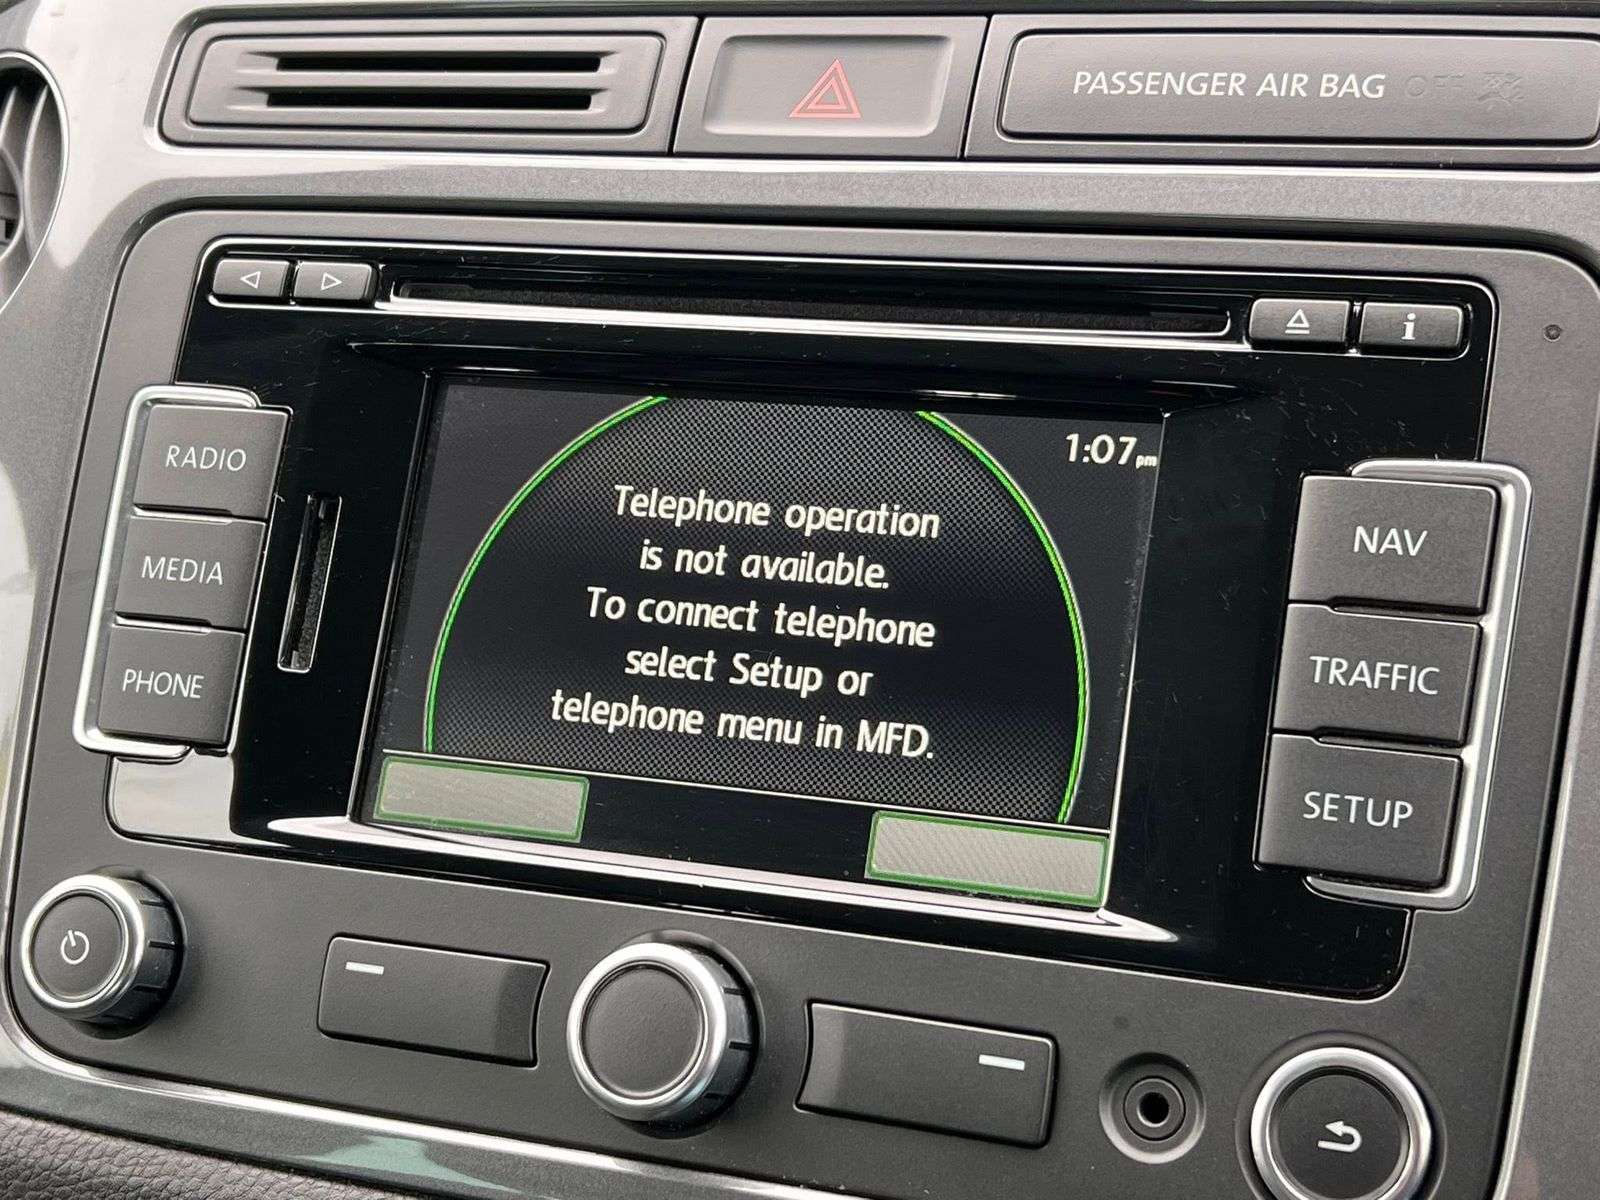 PASSENGER AIR BAG OFF
i
1:07pm
RADIO
MEDIA
PHONE
Telephone operation
is not available.
To connect telephone
select Setup or
telephone menu in MFD.
NAV
TRAFFIC
SETUP